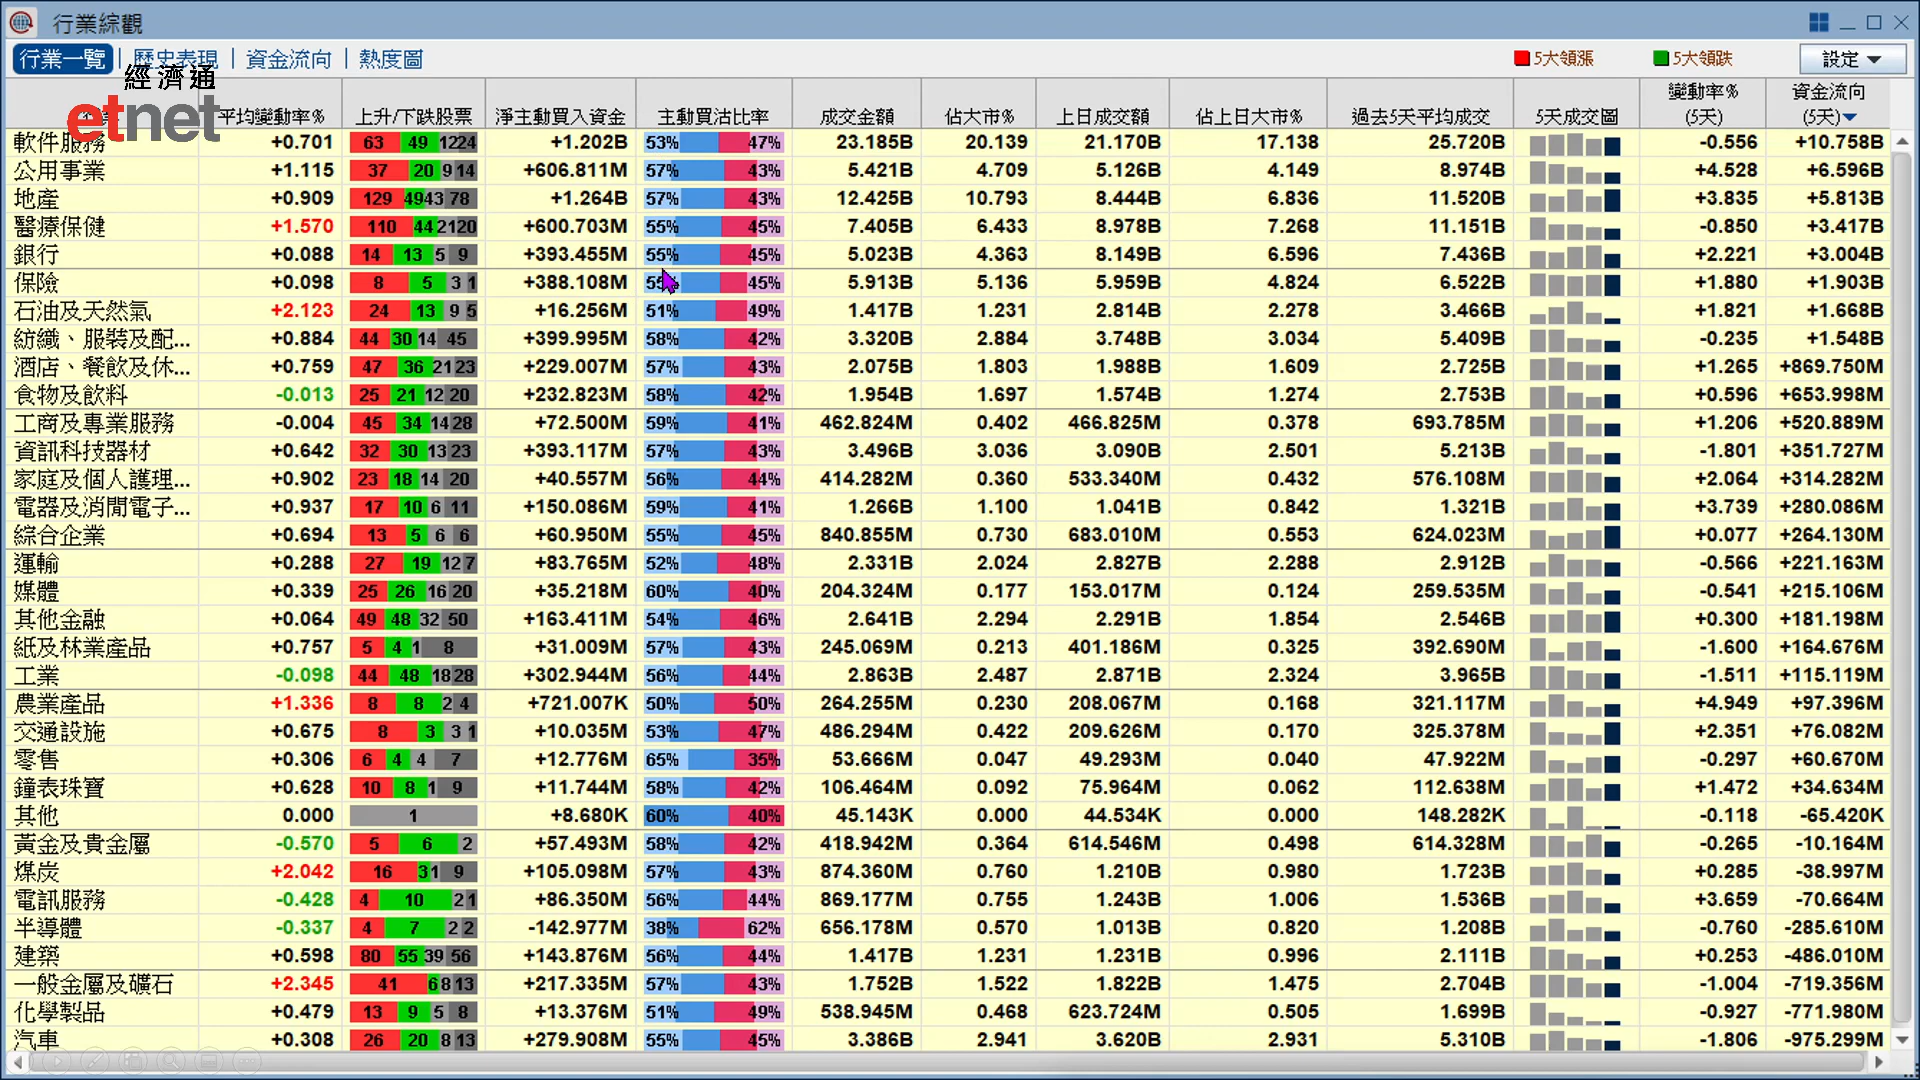 行業綜觀
行業一覽 | 歷史表現 | 資金流向 | 熱度圖 5大領漲 5大領跌 設定
經濟通
etnet
平均變動率% 上升/下跌股票 淨主動買入資金 主動買沽比率 成交金額 佔大市% 上日成交額 佔上日大市% 過去5天平均成交 5天成交圖 變動率% (5天) 資金流向 (5天)
軟件服務 +0.701 63 49 1224 +1.202B 53% 47% 23.185B 20.139 21.170B 17.138 25.720B -0.556 +10.758B
公用事業 +1.115 37 20 9 14 +606.811M 57% 43% 5.421B 4.709 5.126B 4.149 8.974B +4.528 +6.596B
地產 +0.909 129 4943 78 +1.264B 57% 43% 12.425B 10.793 8.444B 6.836 11.520B +3.835 +5.813B
醫療保健 +1.570 110 442120 +600.703M 55% 45% 7.405B 6.433 8.978B 7.268 11.151B -0.850 +3.417B
銀行 +0.088 14 13 5 9 +393.455M 55% 45% 5.023B 4.363 8.149B 6.596 7.436B +2.221 +3.004B
保險 +0.098 8 5 3 1 +388.108M 45% 5.913B 5.136 5.959B 4.824 6.522B +1.880 +1.903B
石油及天然氣 +2.123 24 13 9 5 +16.256M 51% 49% 1.417B 1.231 2.814B 2.278 3.466B +1.821 +1.668B
紡織、服裝及配... +0.884 44 30 14 45 +399.995M 58% 42% 3.320B 2.884 3.748B 3.034 5.409B -0.235 +1.548B
酒店、餐飲及休... +0.759 47 36 2123 +229.007M 57% 43% 2.075B 1.803 1.988B 1.609 2.725B +1.265 +869.750M
食物及飲料 -0.013 25 21 12 20 +232.823M 58% 42% 1.954B 1.697 1.574B 1.274 2.753B +0.596 +653.998M
工商及專業服務 -0.004 45 34 1428 +72.500M 59% 41% 462.824M 0.402 466.825M 0.378 693.785M +1.206 +520.889M
資訊科技器材 +0.642 32 30 13 23 +393.117M 57% 43% 3.496B 3.036 3.090B 2.501 5.213B -1.801 +351.727M
家庭及個人護理... +0.902 23 18 14 20 +40.557M 56% 44% 414.282M 0.360 533.340M 0.432 576.108M +2.064 +314.282M
電器及消閒電子... +0.937 17 10 6 11 +150.086M 59% 41% 1.266B 1.100 1.041B 0.842 1.321B +3.739 +280.086M
綜合企業 +0.694 13 5 6 6 +60.950M 55% 45% 840.855M 0.730 683.010M 0.553 624.023M +0.077 +264.130M
運輸 +0.288 27 19 12 7 +83.765M 52% 48% 2.331B 2.024 2.827B 2.288 2.912B -0.566 +221.163M
媒體 +0.339 25 26 16 20 +35.218M 60% 40% 204.324M 0.177 153.017M 0.124 259.535M -0.541 +215.106M
其他金融 +0.064 49 48 32 50 +163.411M 54% 46% 2.641B 2.294 2.291B 1.854 2.546B +0.300 +181.198M
紙及林業產品 +0.757 5 4 1 8 +31.009M 57% 43% 245.069M 0.213 401.186M 0.325 392.690M -1.600 +164.676M
工業 -0.098 44 48 1828 +302.944M 56% 44% 2.863B 2.487 2.871B 2.324 3.965B -1.511 +115.119M
農業產品 +1.336 8 8 2 4 +721.007K 50% 50% 264.255M 0.230 208.067M 0.168 321.117M +4.949 +97.396M
交通設施 +0.675 8 3 3 1 +10.035M 53% 47% 486.294M 0.422 209.626M 0.170 325.378M +2.351 +76.082M
零售 +0.306 6 4 4 7 +12.776M 65% 35% 53.666M 0.047 49.293M 0.040 47.922M -0.297 +60.670M
鐘表珠寶 +0.628 10 8 1 9 +11.744M 58% 42% 106.464M 0.092 75.964M 0.062 112.638M +1.472 +34.634M
其他 0.000 1 +8.680K 60% 40% 45.143K 0.000 44.534K 0.000 148.282K -0.118 -65.420K
黃金及貴金屬 -0.570 5 6 2 +57.493M 58% 42% 418.942M 0.364 614.546M 0.498 614.328M -0.265 -10.164M
煤炭 +2.042 16 3 1 9 +105.098M 57% 43% 874.360M 0.760 1.210B 0.980 1.723B +0.285 -38.997M
電訊服務 -0.428 4 10 2 1 +86.350M 56% 44% 869.177M 0.755 1.243B 1.006 1.536B +3.659 -70.664M
半導體 -0.337 4 7 2 2 -142.977M 38% 62% 656.178M 0.570 1.013B 0.820 1.208B -0.760 -285.610M
建築 +0.598 80 55 39 56 +143.876M 56% 44% 1.417B 1.231 1.231B 0.996 2.111B +0.253 -486.010M
一般金屬及礦石 +2.345 41 6 8 13 +217.335M 57% 43% 1.752B 1.522 1.822B 1.475 2.704B -1.004 -719.356M
化學製品 +0.479 13 9 5 8 +13.376M 51% 49% 538.945M 0.468 623.724M 0.505 1.699B -0.927 -771.980M
汽車 +0.308 26 20 8 13 +279.908M 55% 45% 3.386B 2.941 3.620B 2.931 5.310B -1.806 -975.299M